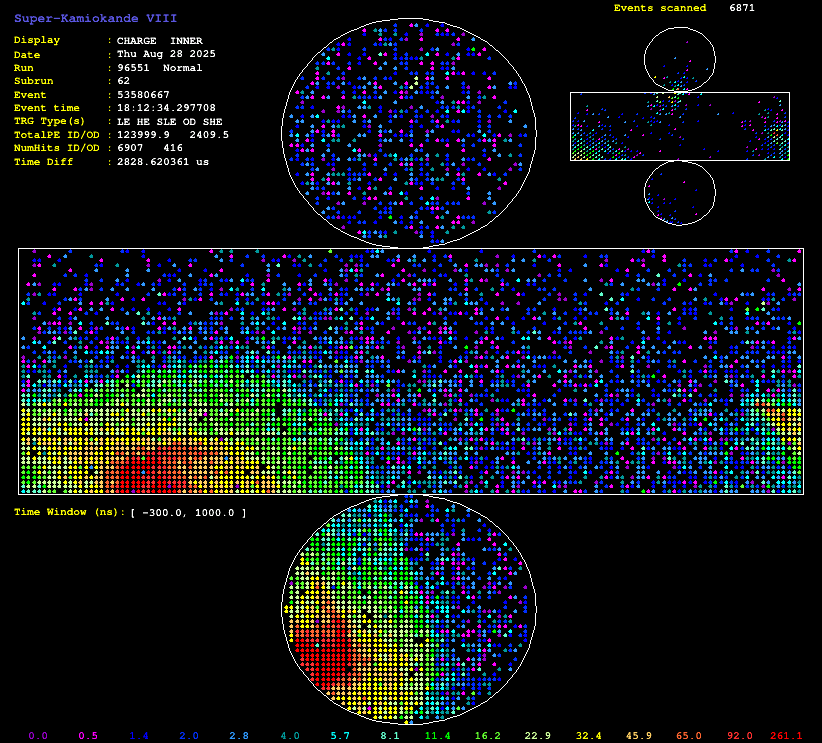 Super-Kamiokande VIII
Events scanned 6871
Display : CHARGE INNER
Date : Thu Aug 28 2025
Run : 96551 Normal
Subrun : 62
Event : 53580667
Event time : 18:12:34.297708
TRG Type(s) : LE HE SLE OD SHE
TotalPE ID/OD : 123999.9 2409.5
NumHits ID/OD : 6907 416
Time Diff : 2828.620361 us
Time Window (ns): [ -300.0, 1000.0 ]
0.0 0.5 1.4 2.0 2.8 4.0 5.7 8.1 11.4 16.2 22.9 32.4 45.9 65.0 92.0 261.1